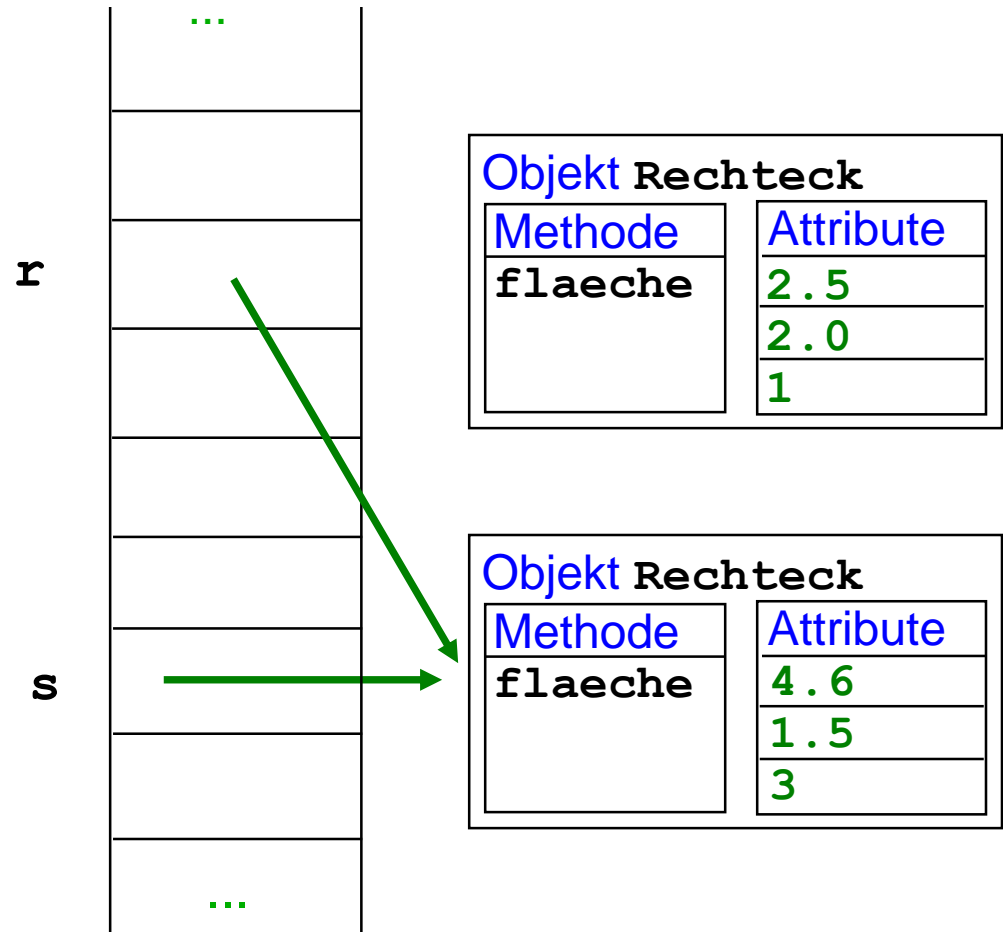 ...
r
Objekt Rechteck
Methode
flaeche
Attribute
2.5
2.0
1
s
Objekt Rechteck
Methode
flaeche
Attribute
4.6
1.5
3
...